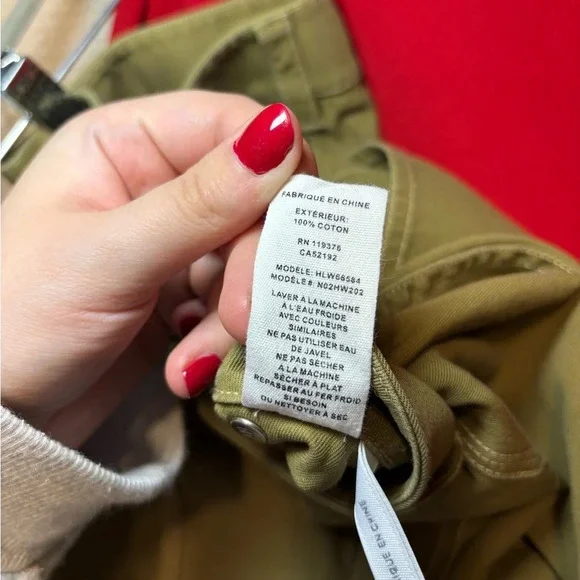 FABRIQUÉ EN CHINE
EXTÉRIEUR:
100% COTON
RN 119376
CA52192
MODÈLE: HLW66584
MODÈLE #: N02HW202
LAVER À LA MACHINE
À L'EAU FROIDE
AVEC COULEURS
SIMILAIRES
NE PAS UTILISER EAU
DE JAVEL
NE PAS SÉCHER
À LA MACHINE
SÉCHER À PLAT
REPASSER AU FER FROID
SI BESOIN
OU NETTOYER À SEC
QUE EN CHINE